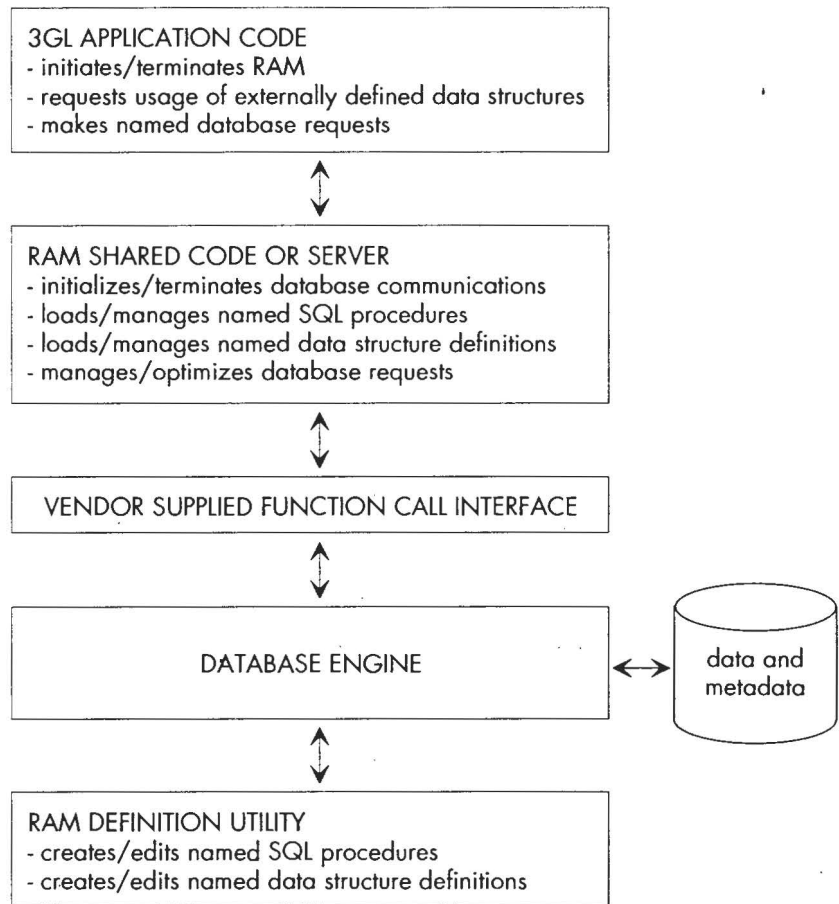 3GL APPLICATION CODE
- initiates/terminates RAM
- requests usage of externally defined data structures
- makes named database requests
RAM SHARED CODE OR SERVER
- initializes/terminates database communications
- loads/manages named SQL procedures
- loads/manages named data structure definitions
- manages/optimizes database requests
VENDOR SUPPLIED FUNCTION CALL INTERFACE
DATABASE ENGINE
data and
metadata
RAM DEFINITION UTILITY
- creates/edits named SQL procedures
- creates/edits named data structure definitions